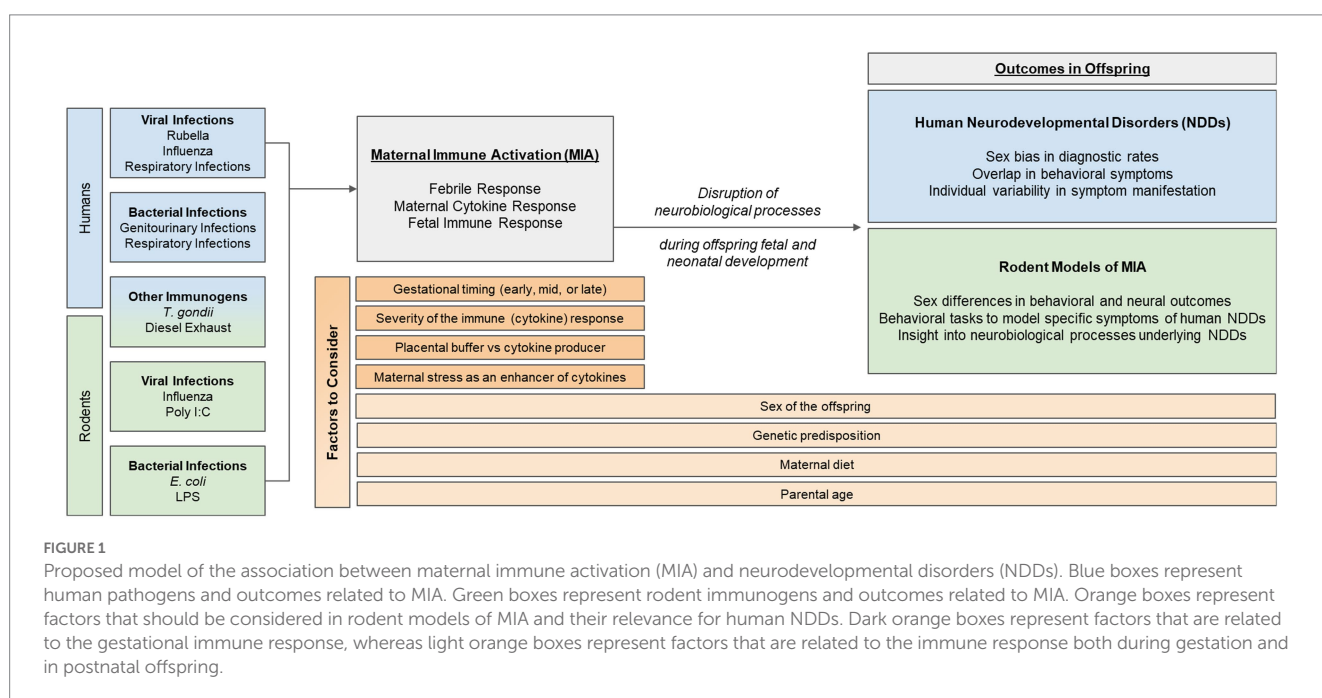 Humans
Viral Infections
Rubella
Influenza
Respiratory Infections
Bacterial Infections
Genitourinary Infections
Respiratory Infections
Other Immunogens
T. gondii
Diesel Exhaust
Rodents
Viral Infections
Influenza
Poly I:C
Bacterial Infections
E. coli
LPS
Maternal Immune Activation (MIA)
Febrile Response
Maternal Cytokine Response
Fetal Immune Response
Disruption of
neurobiological processes
during offspring fetal and
neonatal development
Outcomes in Offspring
Human Neurodevelopmental Disorders (NDDs)
Sex bias in diagnostic rates
Overlap in behavioral symptoms
Individual variability in symptom manifestation
Rodent Models of MIA
Sex differences in behavioral and neural outcomes
Behavioral tasks to model specific symptoms of human NDDs
Insight into neurobiological processes underlying NDDs
Factors to Consider
Gestational timing (early, mid, or late)
Severity of the immune (cytokine) response
Placental buffer vs cytokine producer
Maternal stress as an enhancer of cytokines
Sex of the offspring
Genetic predisposition
Maternal diet
Parental age
FIGURE 1
Proposed model of the association between maternal immune activation (MIA) and neurodevelopmental disorders (NDDs). Blue boxes represent
human pathogens and outcomes related to MIA. Green boxes represent rodent immunogens and outcomes related to MIA. Orange boxes represent
factors that should be considered in rodent models of MIA and their relevance for human NDDs. Dark orange boxes represent factors that are related
to the gestational immune response, whereas light orange boxes represent factors that are related to the immune response both during gestation and
in postnatal offspring.